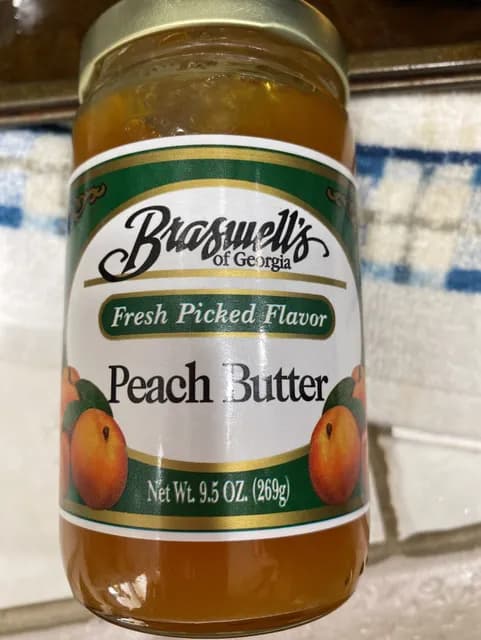 Braswell's
of Georgia
Fresh Picked Flavor
Peach Butter
Net Wt. 9.5 OZ. (269g)